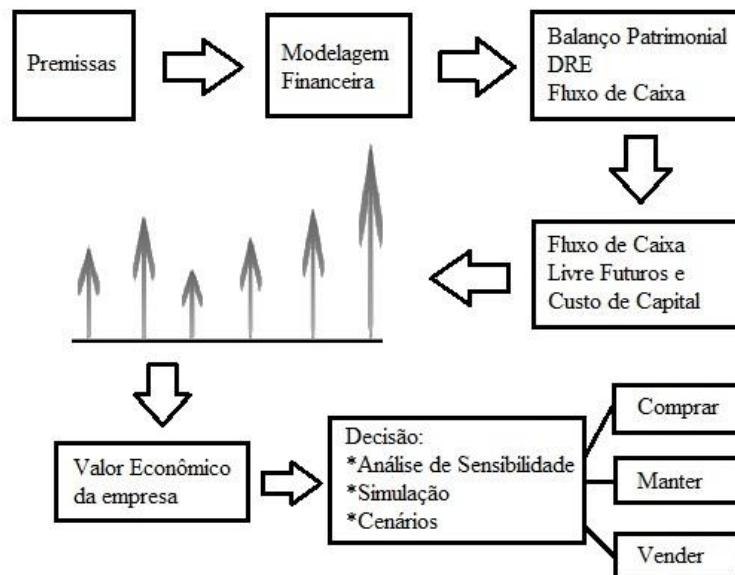 Premissas
Modelagem
Financeira
Balanço Patrimonial
DRE
Fluxo de Caixa
Fluxo de Caixa
Livre Futuros e
Custo de Capital
Valor Econômico
da empresa
Decisão:
*Análise de Sensibilidade
*Simulação
*Cenários
Comprar
Manter
Vender